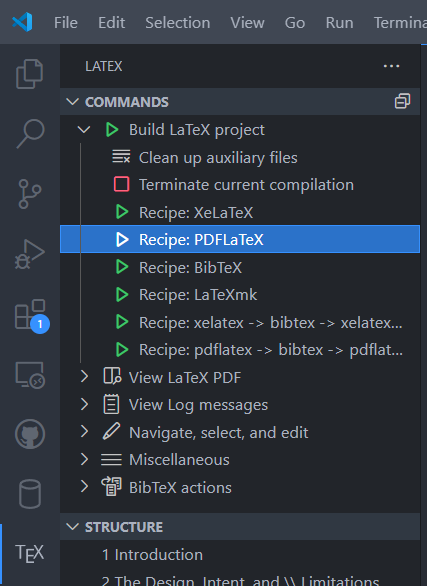 File Edit Selection View Go Run Termina
LATEX
COMMANDS
Build LaTeX project
Clean up auxiliary files
Terminate current compilation
Recipe: XeLaTeX
Recipe: PDFLaTeX
Recipe: BibTeX
Recipe: LaTeXmk
Recipe: xelatex -> bibtex -> xelatex...
Recipe: pdflatex -> bibtex -> pdflat...
1
View LaTeX PDF
View Log messages
Navigate, select, and edit
Miscellaneous
BibTeX actions
STRUCTURE
TEX
1 Introduction
2 The Design, Intent, and \\ Limitations